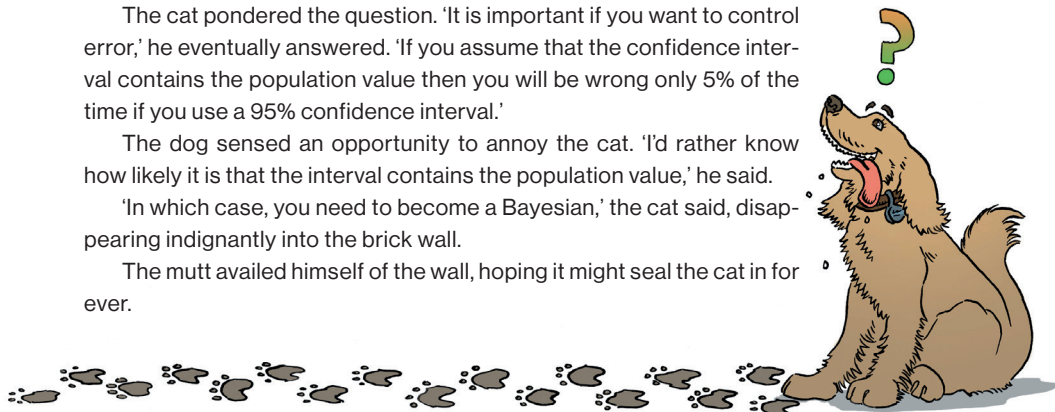 The cat pondered the question. ‘It is important if you want to control
error,’ he eventually answered. ‘If you assume that the confidence inter-
val contains the population value then you will be wrong only 5% of the
time if you use a 95% confidence interval.’
The dog sensed an opportunity to annoy the cat. ‘I’d rather know
how likely it is that the interval contains the population value,’ he said.
‘In which case, you need to become a Bayesian,’ the cat said, disap-
pearing indignantly into the brick wall.
The mutt availed himself of the wall, hoping it might seal the cat in for
ever.
?